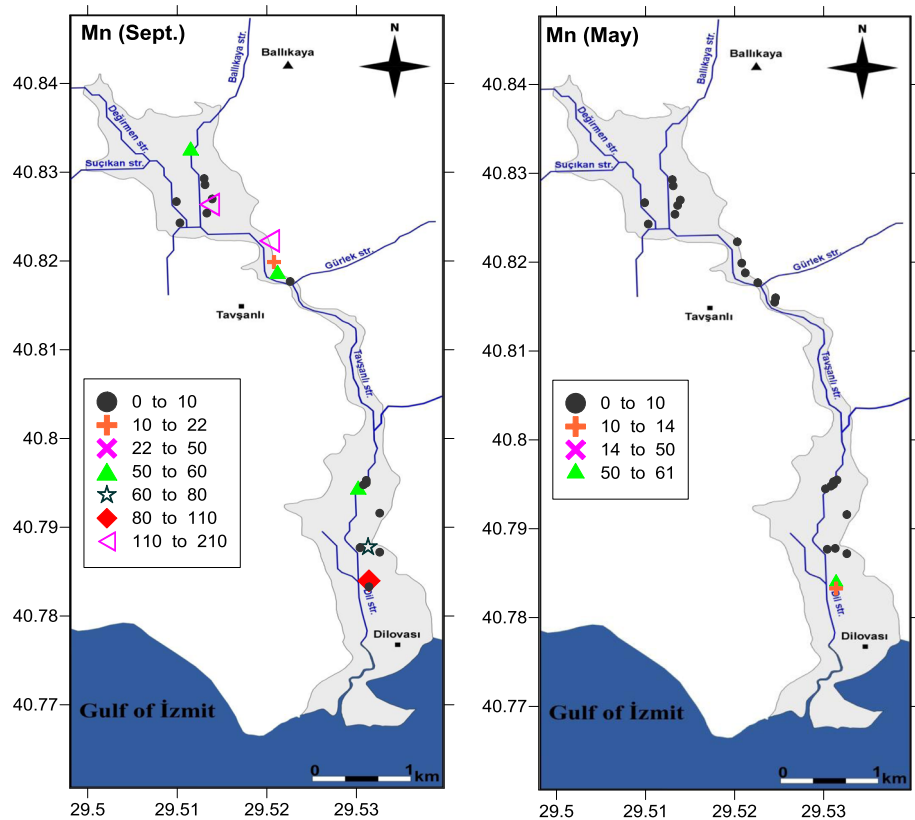 Mn (Sept.)
N
Ballıkaya
Ballıkaya str.
Değirmen str.
Suçıkan str.
Gürlek str.
Tavşanlı
Tavşanlı str.
0 to 10
10 to 22
22 to 50
50 to 60
60 to 80
80 to 110
110 to 210
Dil str.
Dilovası
Gulf of İzmit
0 1
km
40.84
40.83
40.82
40.81
40.8
40.79
40.78
40.77
29.5 29.51 29.52 29.53
Mn (May)
N
Ballıkaya
Ballıkaya str.
Değirmen str.
Suçıkan str.
Gürlek str.
Tavşanlı
Tavşanlı str.
0 to 10
10 to 14
14 to 50
50 to 61
Dil str.
Dilovası
Gulf of İzmit
0 1
km
40.84
40.83
40.82
40.81
40.8
40.79
40.78
40.77
29.5 29.51 29.52 29.53